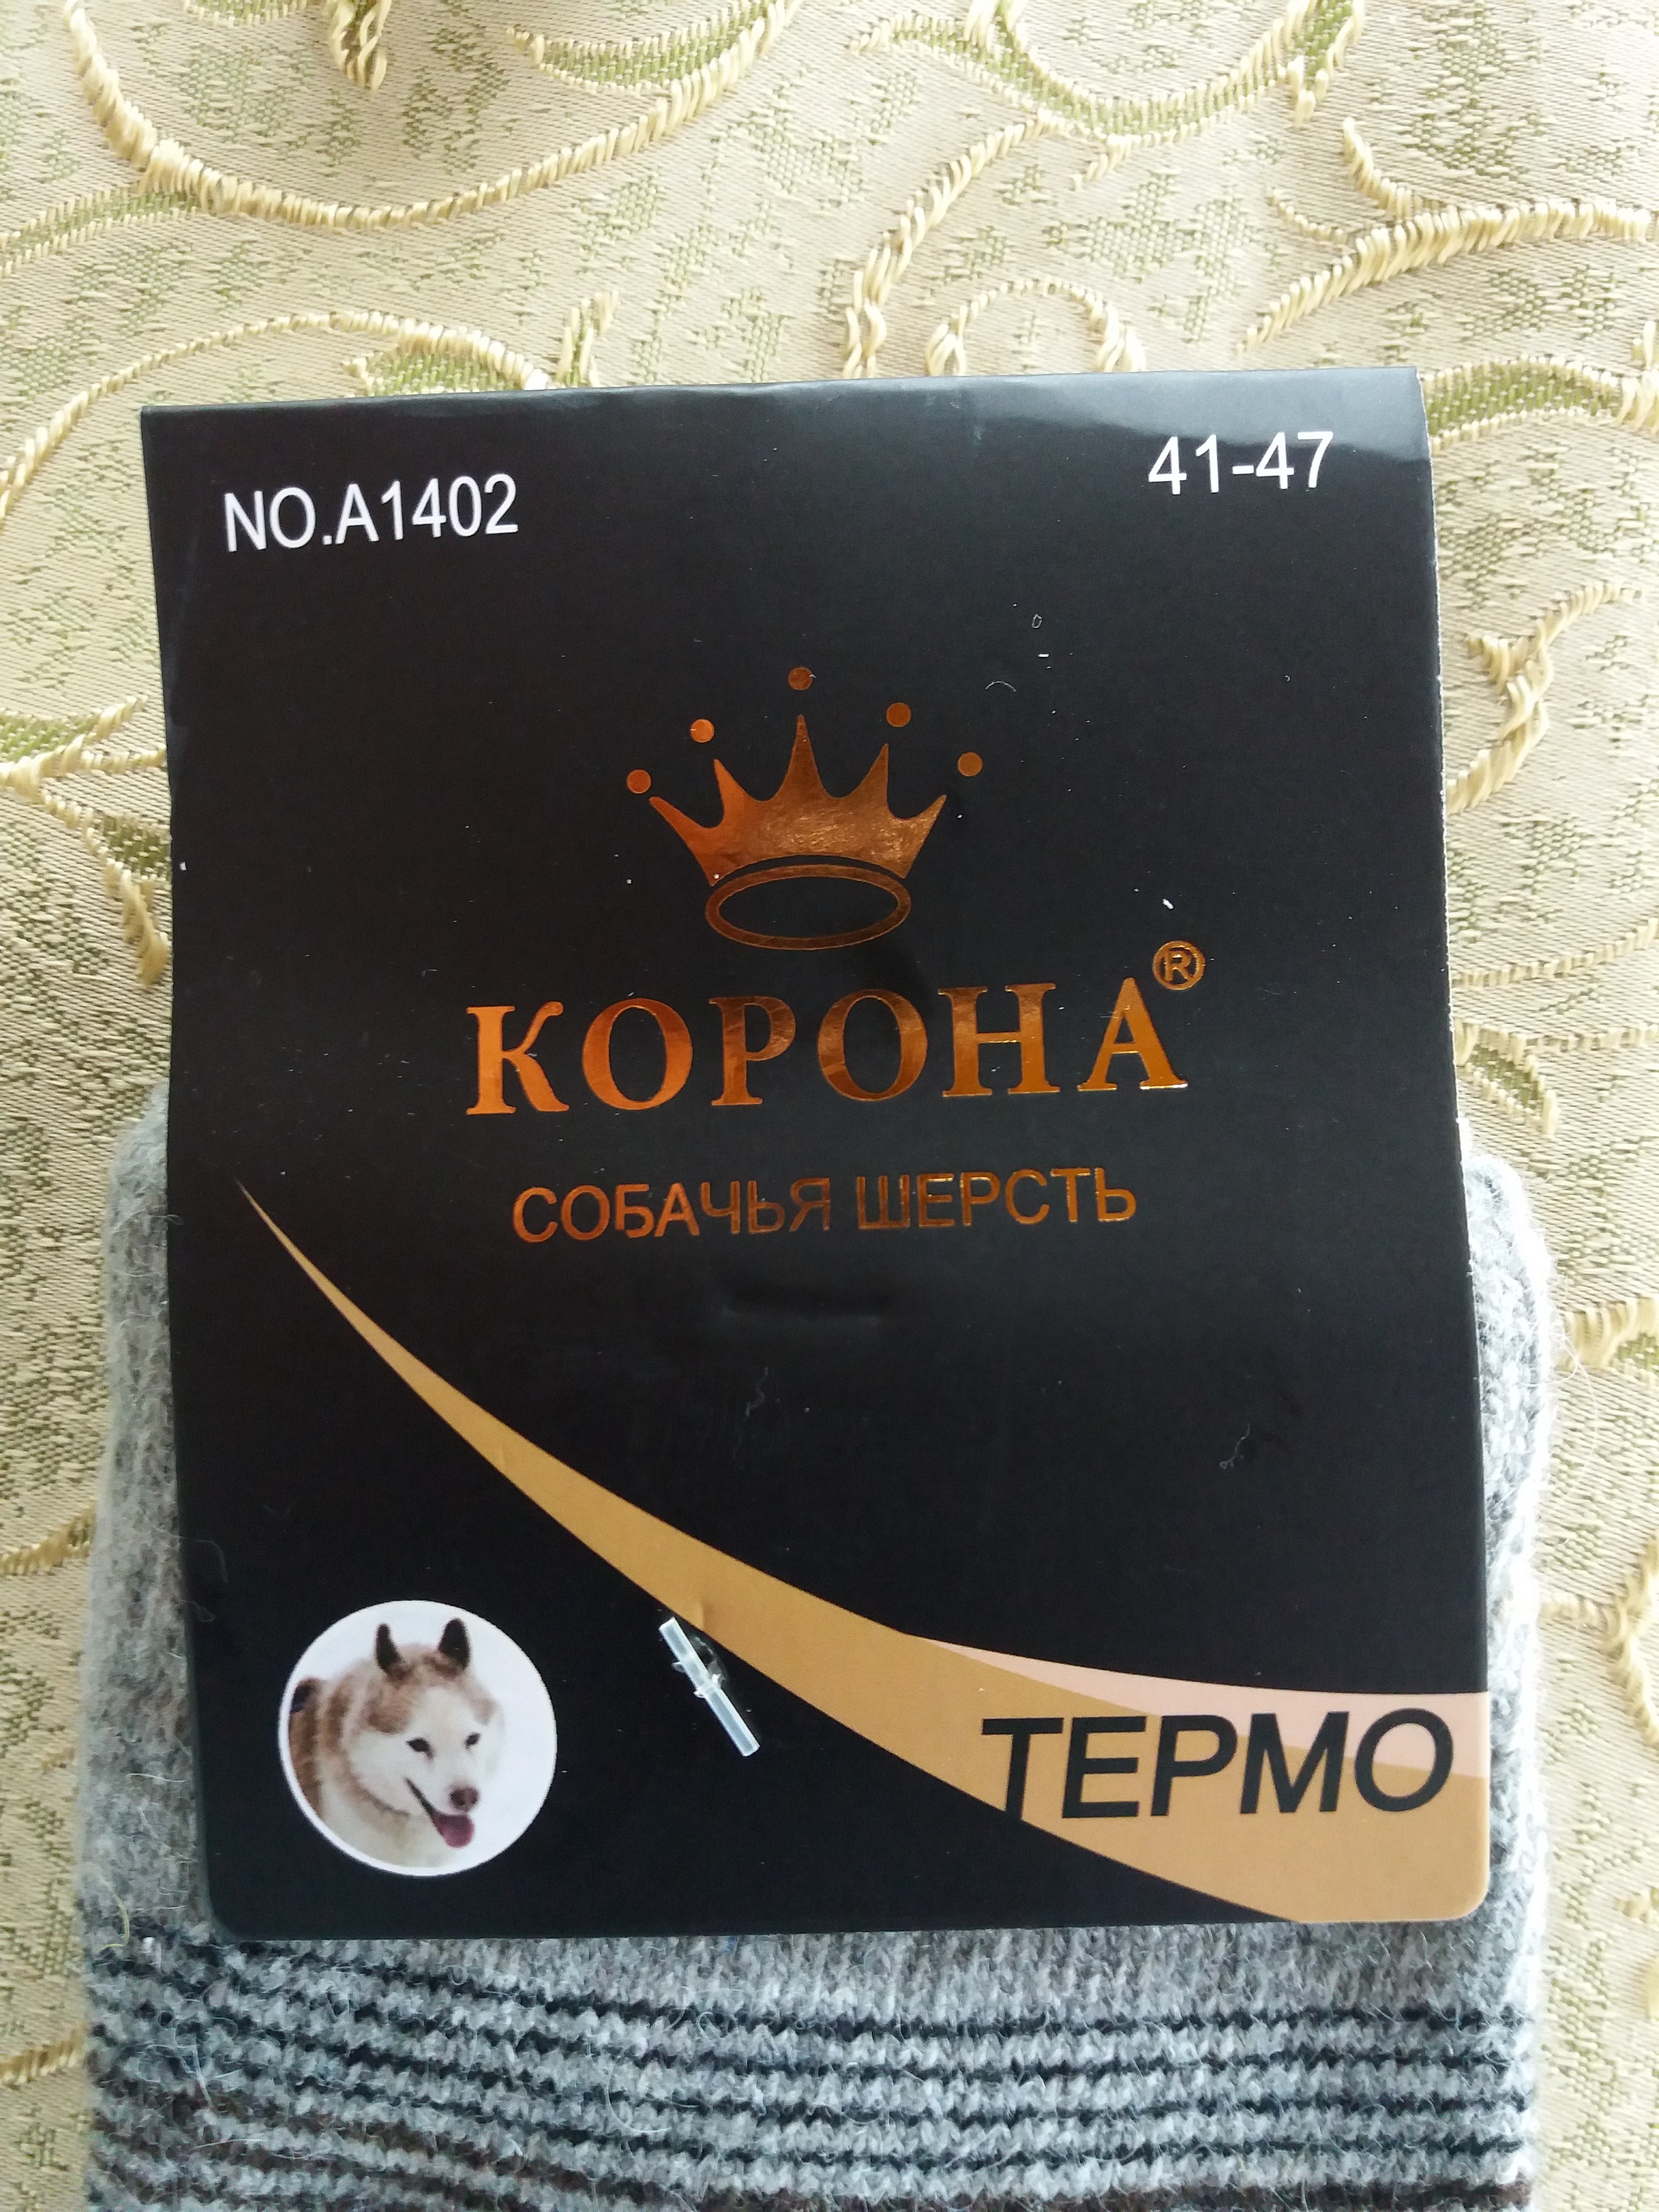 NO.A1402
41-47
КОРОНА®
СОБАЧЬЯ ШЕРСТЬ
ТЕРМО